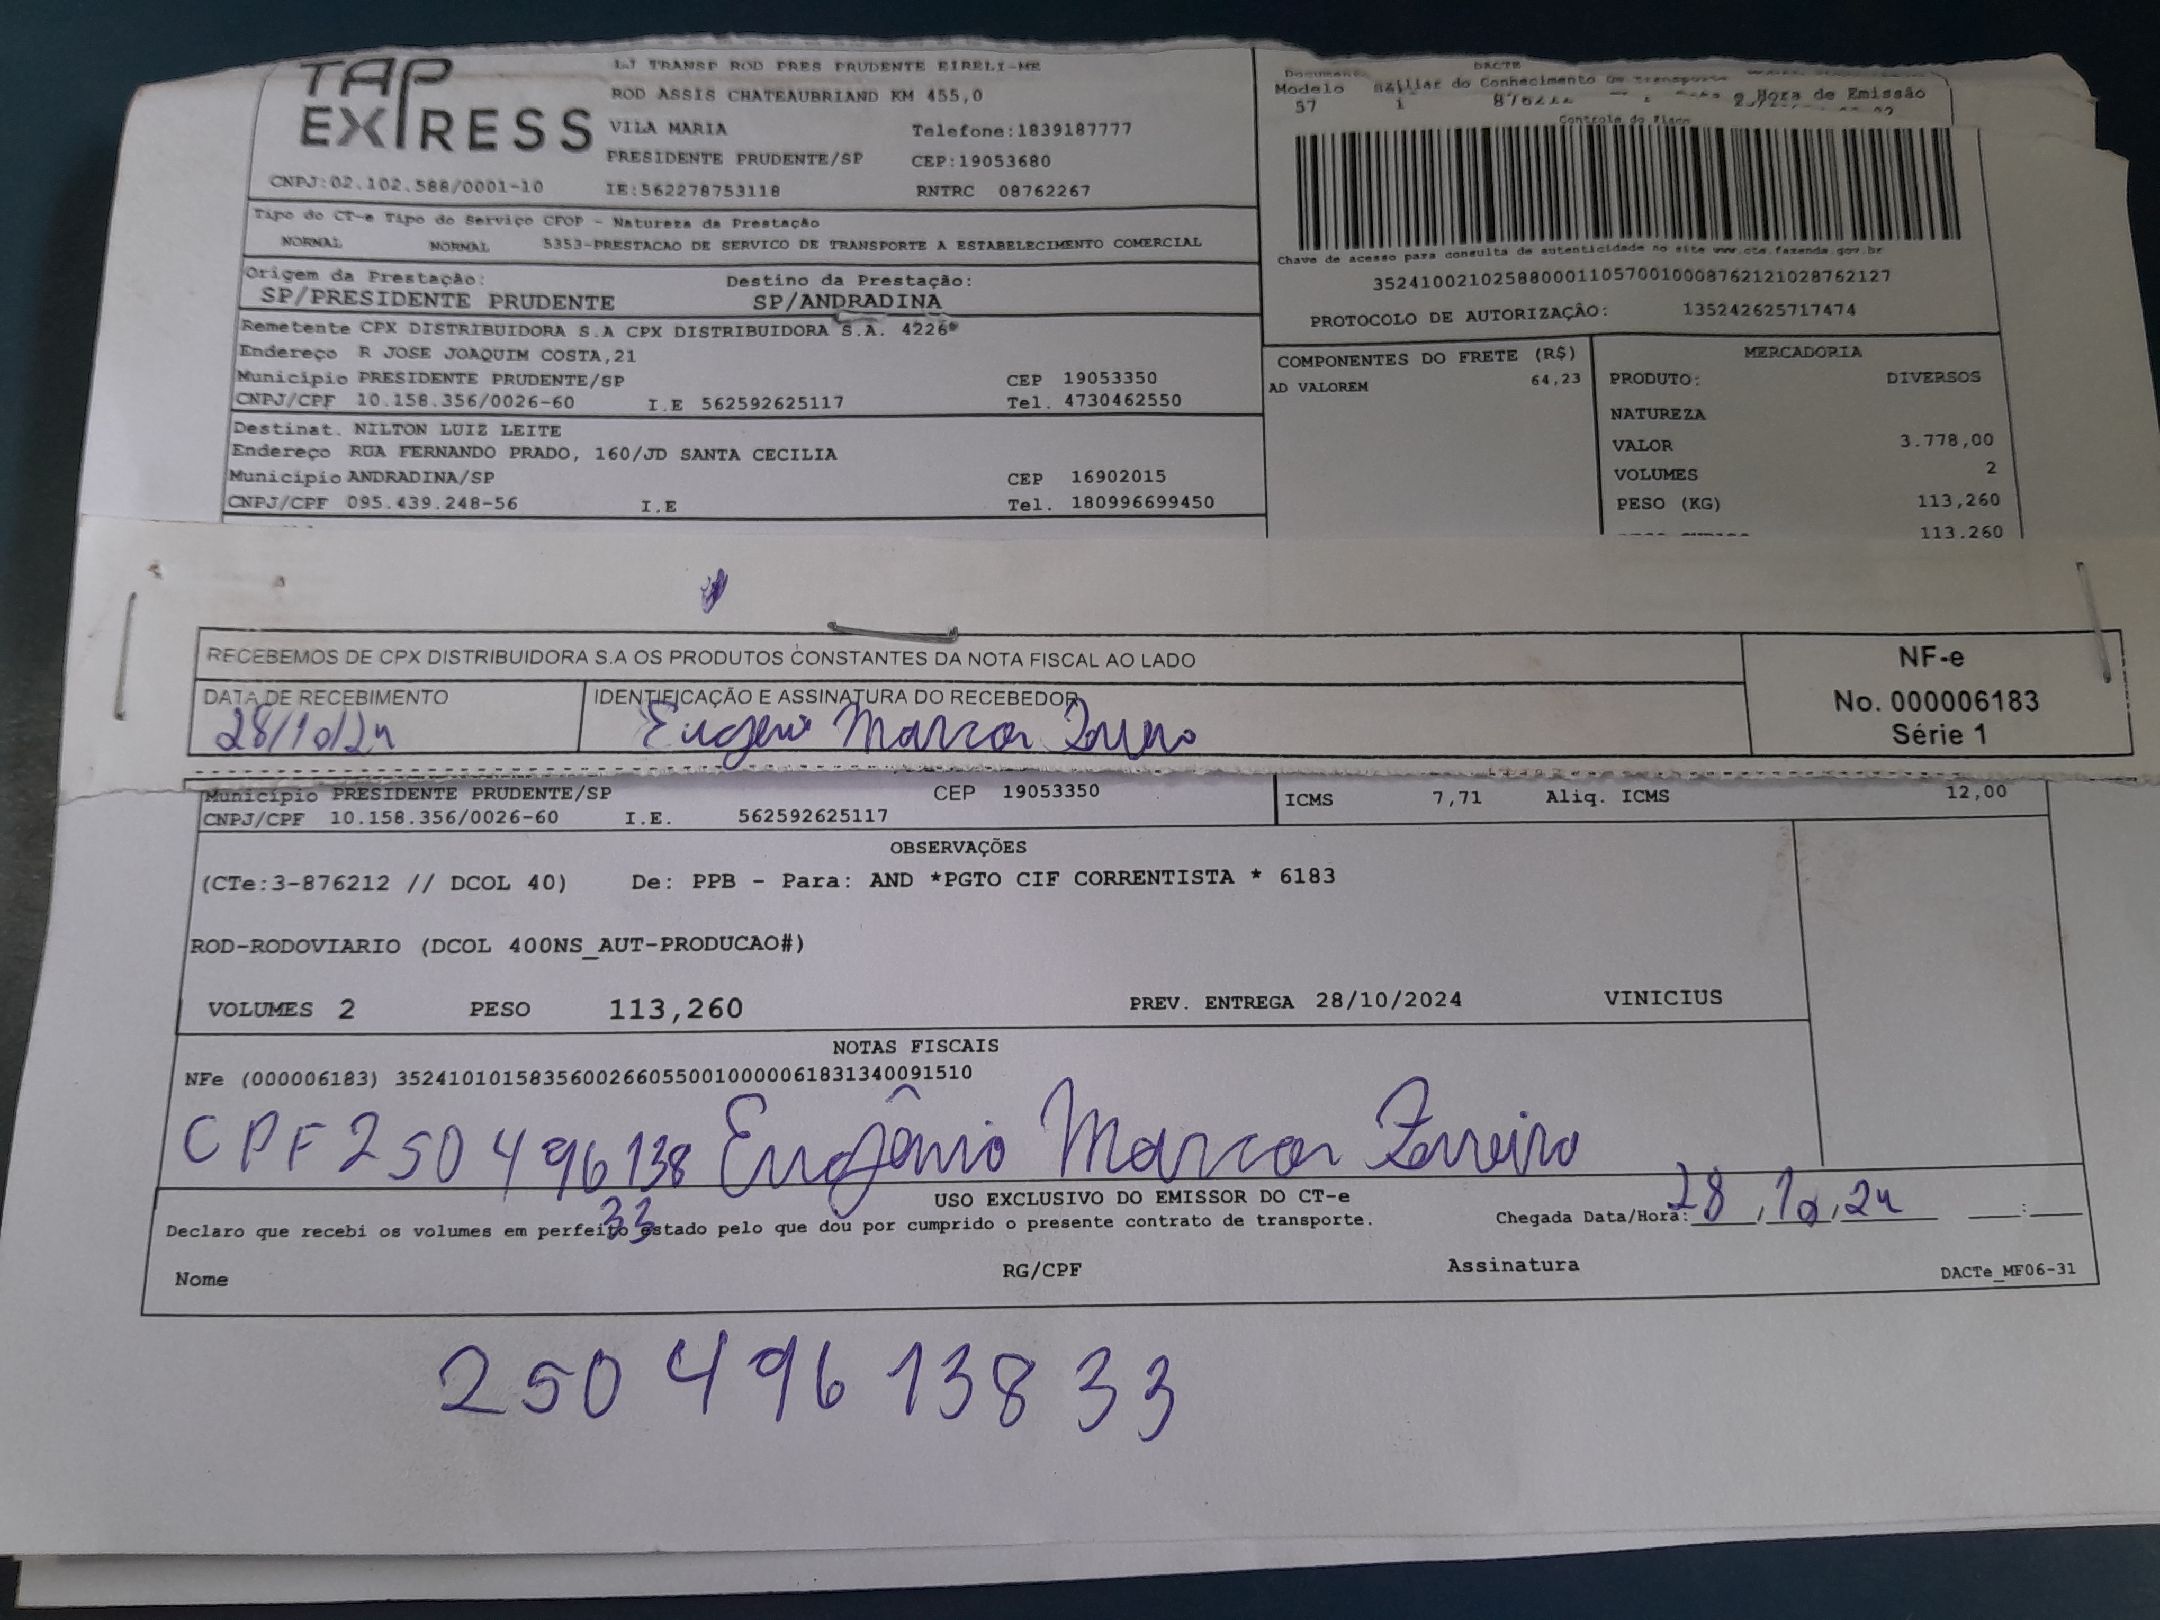 TAP EXPRESS
LJ TRANSP ROD PRES PRUDENTE EIRELI-ME
ROD ASSIS CHATEAUBRIAND KM 455,0
VILA MARIA Telefone:1839187777
PRESIDENTE PRUDENTE/SP CEP:19053680
CNPJ:02.102.588/0001-10 IE:562278753118 RNTRC 08762267
DACTE
Modelo
57 1 876212
do Conhecimento
Hora de Emissão
Controle do Fisco
Tipo do CT-e Tipo do Serviço CFOP - Natureza da Prestação
NORMAL NORMAL 5353-PRESTACAO DE SERVICO DE TRANSPORTE A ESTABELECIMENTO COMERCIAL
Chave de acesso para consulta de autenticidade no site www.cte.fazenda.gov.br
35241002102588000110570010008762121028762127
PROTOCOLO DE AUTORIZAÇÃO: 135242625717474
Origem da Prestação: Destino da Prestação:
SP/PRESIDENTE PRUDENTE SP/ANDRADINA
Remetente CPX DISTRIBUIDORA S.A CPX DISTRIBUIDORA S.A. 4226
Endereço R JOSE JOAQUIM COSTA,21
Município PRESIDENTE PRUDENTE/SP CEP 19053350
CNPJ/CPF 10.158.356/0026-60 I.E 562592625117 Tel. 4730462550
Destinat. NILTON LUIZ LEITE
Endereço RUA FERNANDO PRADO, 160/JD SANTA CECILIA
Município ANDRADINA/SP CEP 16902015
CNPJ/CPF 095.439.248-56 I.E Tel. 180996699450
COMPONENTES DO FRETE (R$)
AD VALOREM 64,23
MERCADORIA
PRODUTO: DIVERSOS
NATUREZA
VALOR 3.778,00
VOLUMES 2
PESO (KG) 113,260
113.260
RECEBEMOS DE CPX DISTRIBUIDORA S.A OS PRODUTOS CONSTANTES DA NOTA FISCAL AO LADO
DATA DE RECEBIMENTO IDENTIFICAÇÃO E ASSINATURA DO RECEBEDOR
28/10/24 Eugenio Marcos
NF-e
No. 000006183
Série 1
Município PRESIDENTE PRUDENTE/SP CEP 19053350
CNPJ/CPF 10.158.356/0026-60 I.E. 562592625117
ICMS 7,71 Aliq. ICMS 12,00
OBSERVAÇÕES
(CTe:3-876212 // DCOL 40) De: PPB - Para: AND *PGTO CIF CORRENTISTA * 6183
ROD-RODOVIARIO (DCOL 400NS_AUT-PRODUCAO#)
VOLUMES 2 PESO 113,260 PREV. ENTREGA 28/10/2024 VINICIUS
NOTAS FISCAIS
NFe (000006183) 35241010158356002660550010000061831340091510
CPF 250 496 138 Eugênio Marcos Ferreira
33
USO EXCLUSIVO DO EMISSOR DO CT-e
Declaro que recebi os volumes em perfeito estado pelo que dou por cumprido o presente contrato de transporte. Chegada Data/Hora: 28,10,24 :
Nome RG/CPF Assinatura DACTe_MF06-31
250 496 138 33